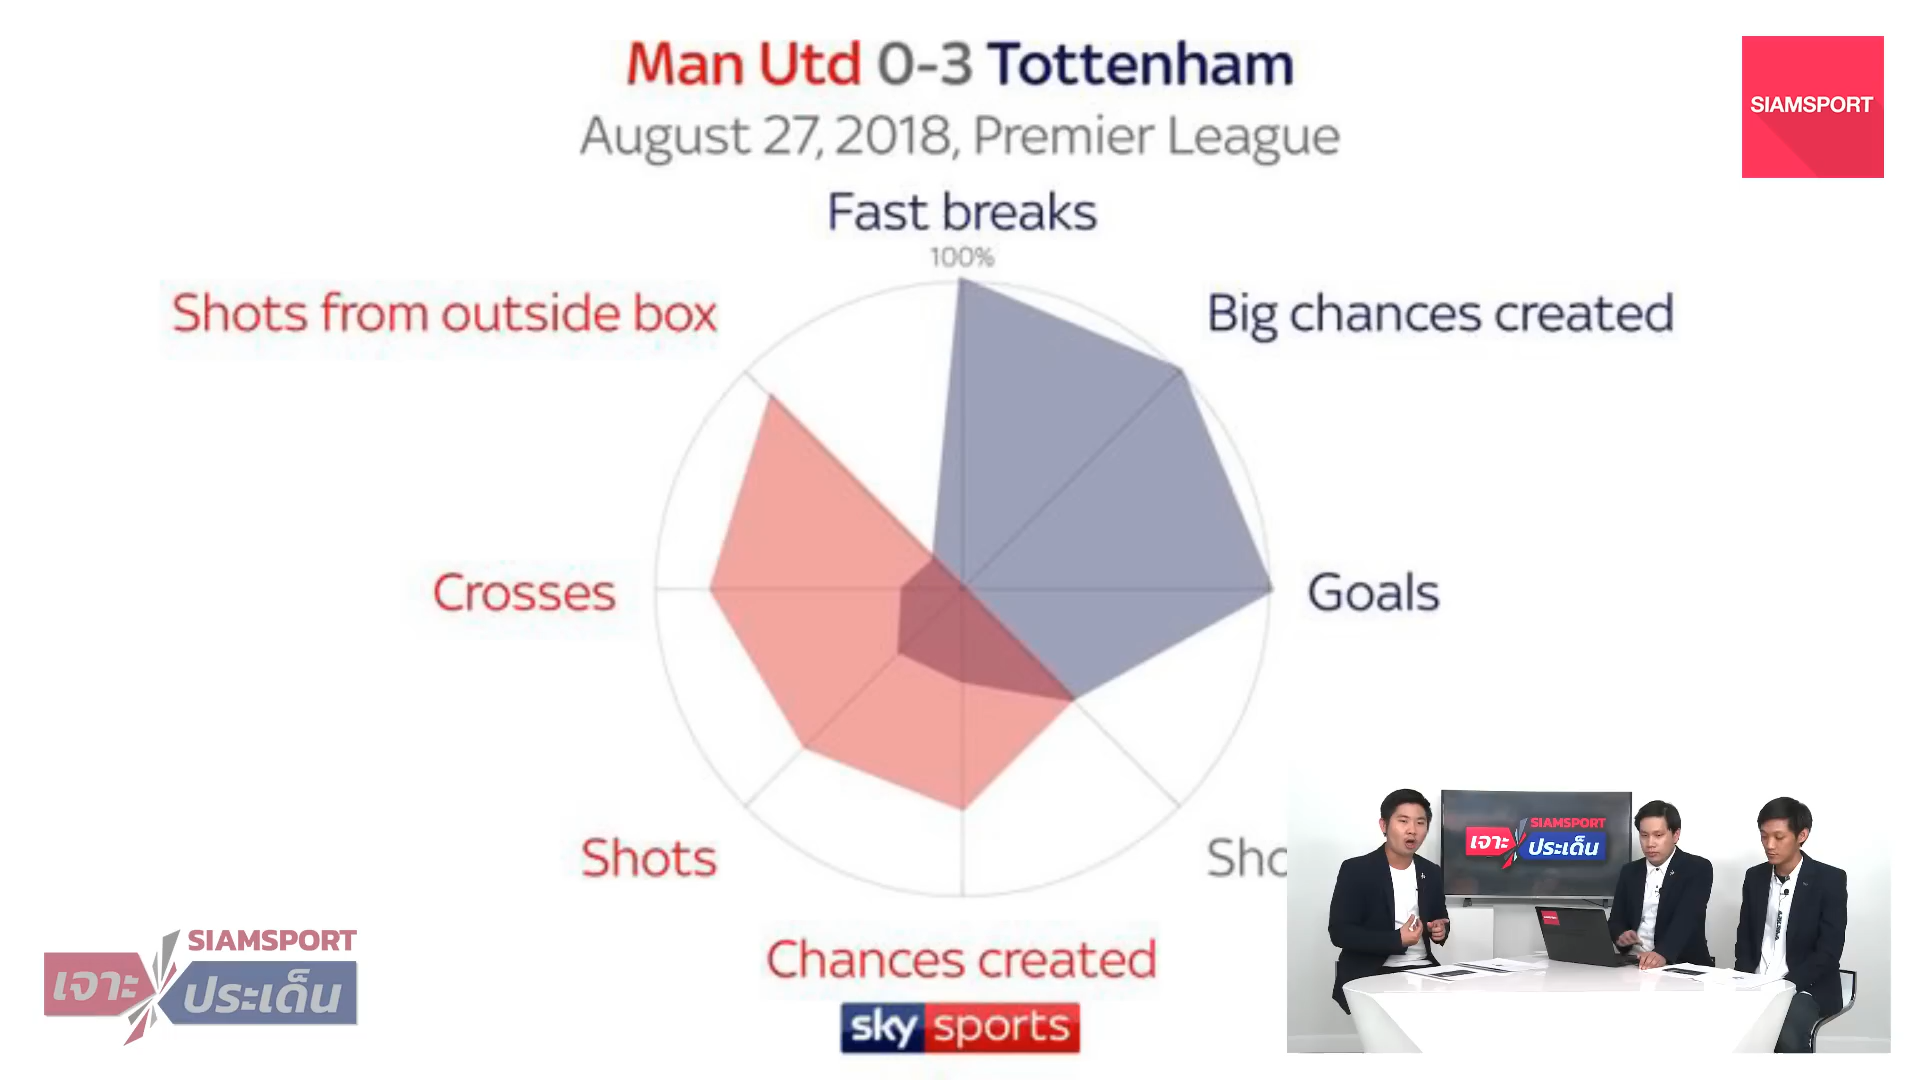 Man Utd 0-3 Tottenham
August 27, 2018, Premier League
SIAMSPORT
Fast breaks
100%
Shots from outside box
Big chances created
Crosses
Goals
Shots
Sho
Chances created
sky sports
SIAMSPORT
เจาะ ประเด็น
SIAMSPORT
เจาะ ประเด็น